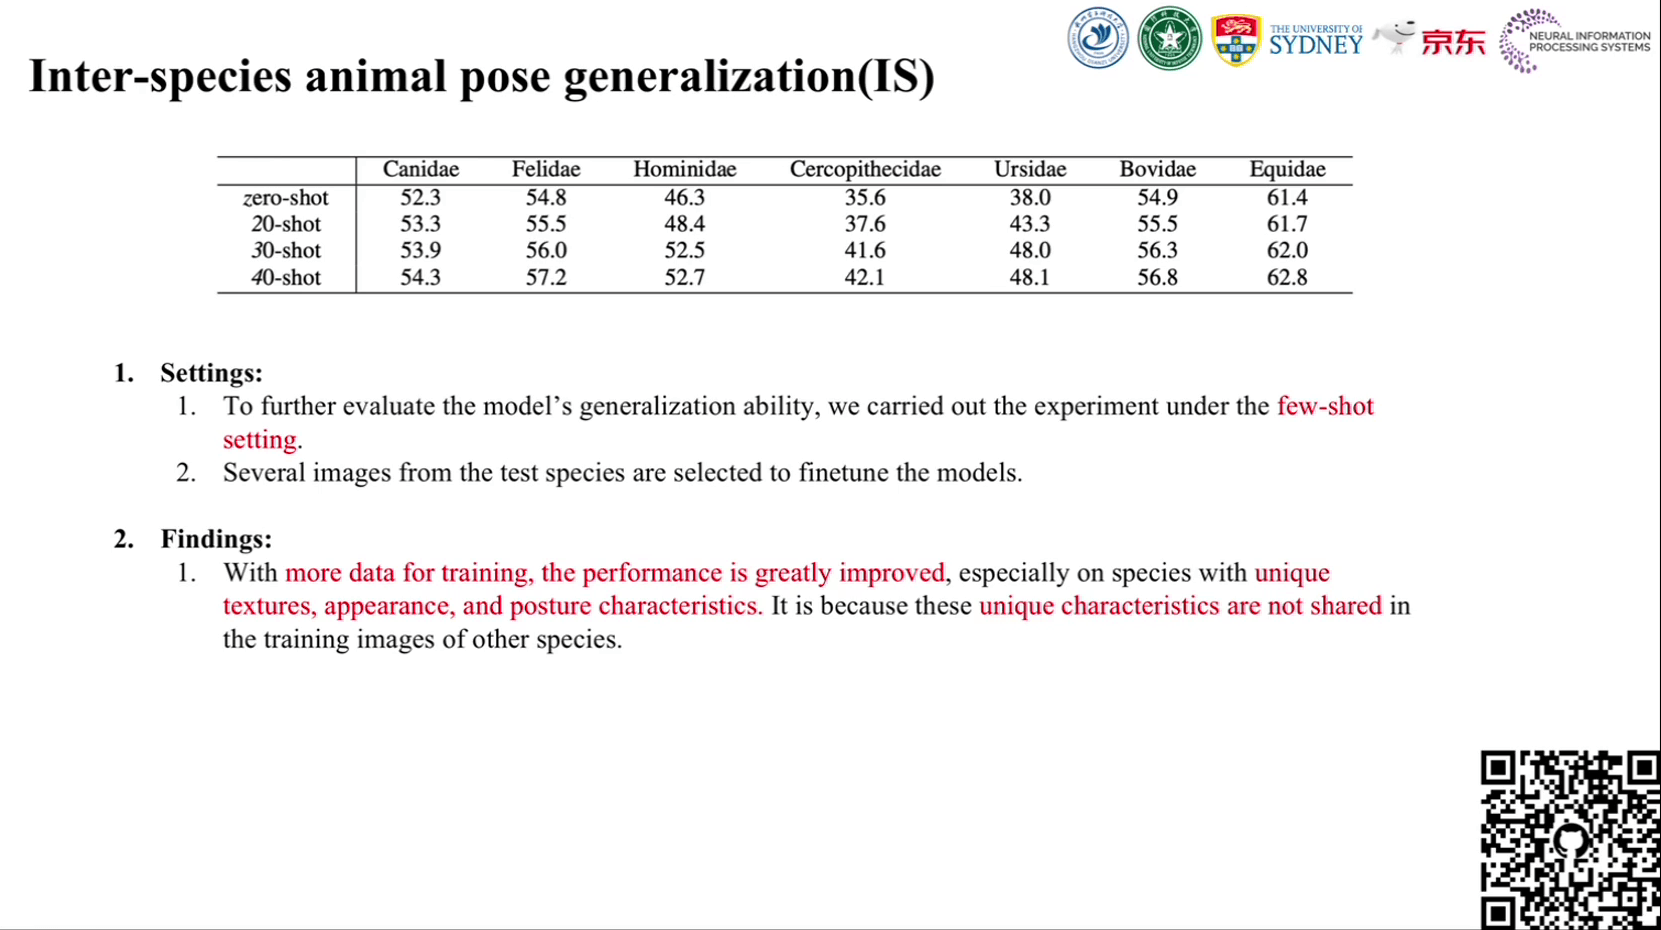 THE UNIVERSITY OF
SYDNEY
京东
NEURAL INFORMATION
PROCESSING SYSTEMS
Inter-species animal pose generalization(IS)
Canidae Felidae Hominidae Cercopithecidae Ursidae Bovidae Equidae
zero-shot 52.3 54.8 46.3 35.6 38.0 54.9 61.4
20-shot 53.3 55.5 48.4 37.6 43.3 55.5 61.7
30-shot 53.9 56.0 52.5 41.6 48.0 56.3 62.0
40-shot 54.3 57.2 52.7 42.1 48.1 56.8 62.8
1. Settings:
1. To further evaluate the model’s generalization ability, we carried out the experiment under the few-shot
setting.
2. Several images from the test species are selected to finetune the models.
2. Findings:
1. With more data for training, the performance is greatly improved, especially on species with unique
textures, appearance, and posture characteristics. It is because these unique characteristics are not shared in
the training images of other species.